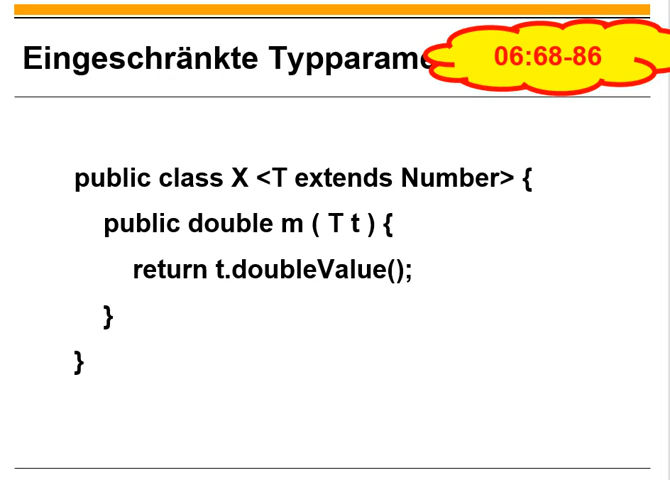 Eingeschränkte Typparame
06:68-86
public class X <T extends Number> {
public double m ( T t ) {
return t.doubleValue();
}
}